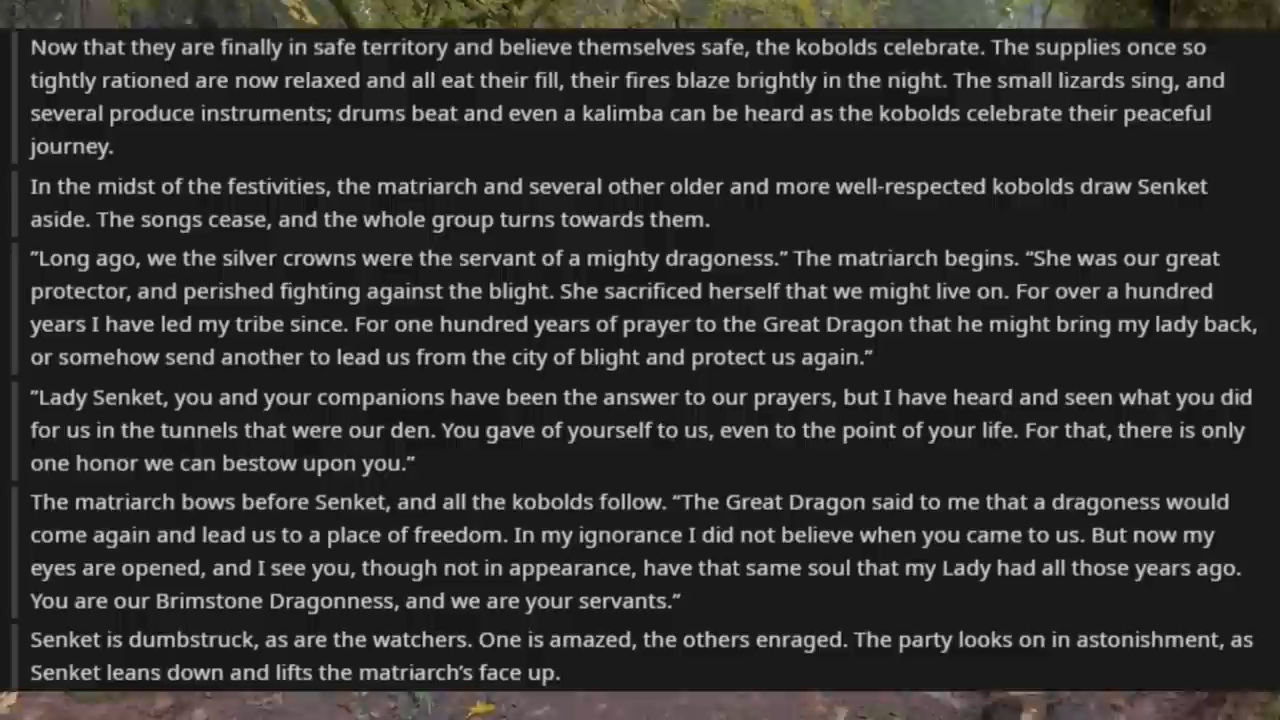 Now that they are finally in safe territory and believe themselves safe, the kobolds celebrate. The supplies once so
tightly rationed are now relaxed and all eat their fill, their fires blaze brightly in the night. The small lizards sing, and
several produce instruments; drums beat and even a kalimba can be heard as the kobolds celebrate their peaceful
journey.
In the midst of the festivities, the matriarch and several other older and more well-respected kobolds draw Senket
aside. The songs cease, and the whole group turns towards them.
”Long ago, we the silver crowns were the servant of a mighty dragoness.” The matriarch begins. “She was our great
protector, and perished fighting against the blight. She sacrificed herself that we might live on. For over a hundred
years I have led my tribe since. For one hundred years of prayer to the Great Dragon that he might bring my lady back,
or somehow send another to lead us from the city of blight and protect us again.”
”Lady Senket, you and your companions have been the answer to our prayers, but I have heard and seen what you did
for us in the tunnels that were our den. You gave of yourself to us, even to the point of your life. For that, there is only
one honor we can bestow upon you.”
The matriarch bows before Senket, and all the kobolds follow. “The Great Dragon said to me that a dragoness would
come again and lead us to a place of freedom. In my ignorance I did not believe when you came to us. But now my
eyes are opened, and I see you, though not in appearance, have that same soul that my Lady had all those years ago.
You are our Brimstone Dragonness, and we are your servants.”
Senket is dumbstruck, as are the watchers. One is amazed, the others enraged. The party looks on in astonishment, as
Senket leans down and lifts the matriarch’s face up.